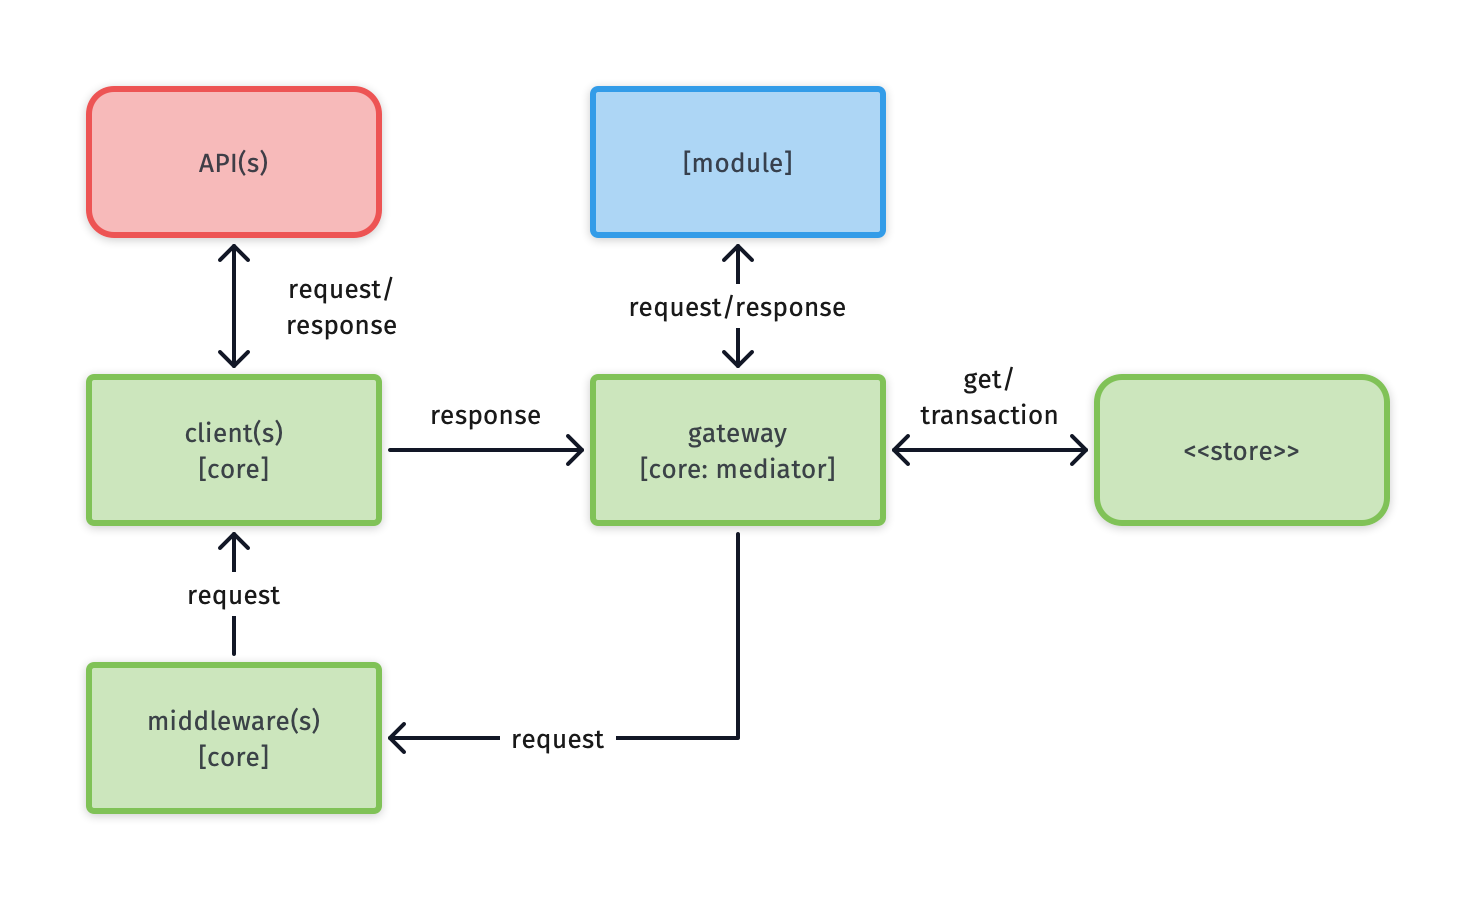 API(s)
[module]
request/
response
request/response
client(s)
[core]
response
gateway
[core: mediator]
get/
transaction
<<store>>
request
middleware(s)
[core]
request